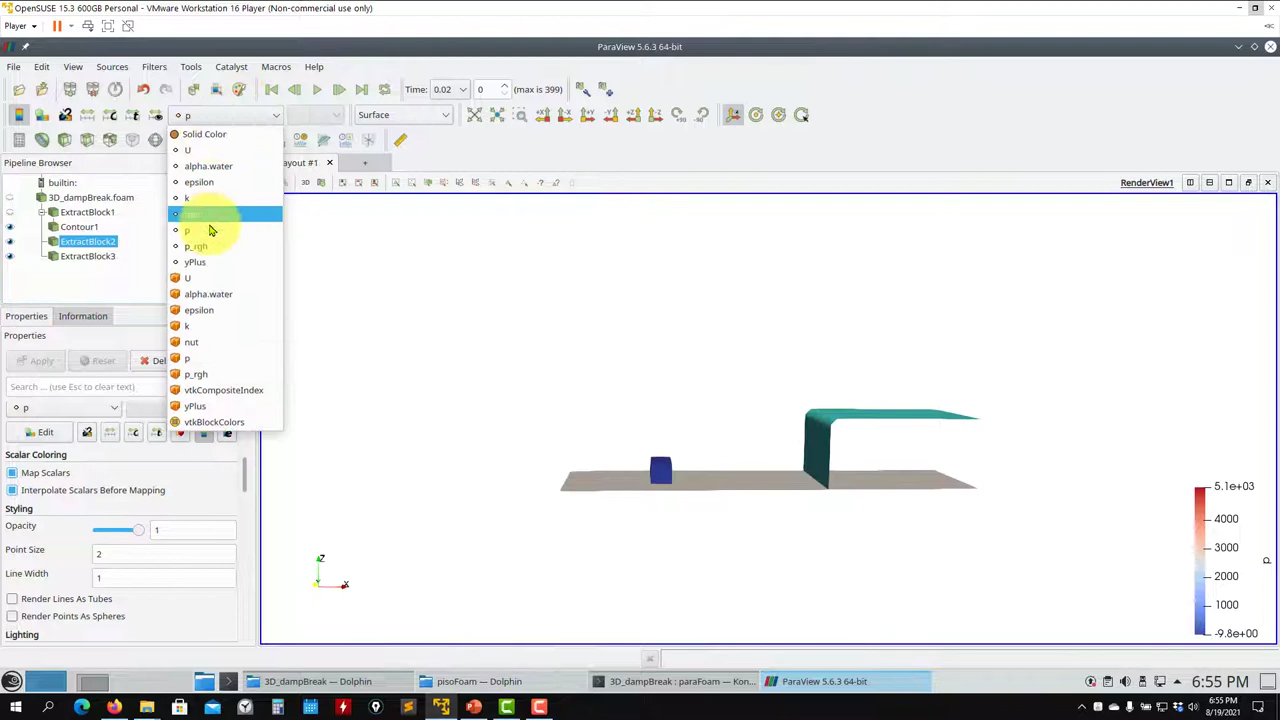 OpenSUSE 15.3 600GB Personal - VMware Workstation 16 Player (Non-commercial use only)
Player
ParaView 5.6.3 64-bit
File Edit View Sources Filters Tools Catalyst Macros Help
Time: 0.02 0 (max is 399)
p Surface
Pipeline Browser
ayout #1 +
3D RenderView1
builtin:
3D_dampBreak.foam
ExtractBlock1
Contour1
ExtractBlock2
ExtractBlock3
Solid Color
U
alpha.water
epsilon
k
p
p_rgh
yPlus
U
alpha.water
epsilon
k
nut
p
p_rgh
vtkCompositeIndex
yPlus
vtkBlockColors
Properties Information
Properties
Apply Reset Del
Search ... (use Esc to clear text)
p
Edit
Scalar Coloring
Map Scalars
Interpolate Scalars Before Mapping
Styling
Opacity 1
Point Size 2
Line Width 1
Render Lines As Tubes
Render Points As Spheres
Lighting
Z
X
5.1e+03
4000
3000
2000
1000
-9.8e+00
p
3D_dampBreak — Dolphin pisoFoam — Dolphin 3D_dampBreak : paraFoam — Kon... ParaView 5.6.3 64-bit 6:55 PM
6:55 PM
8/19/2021